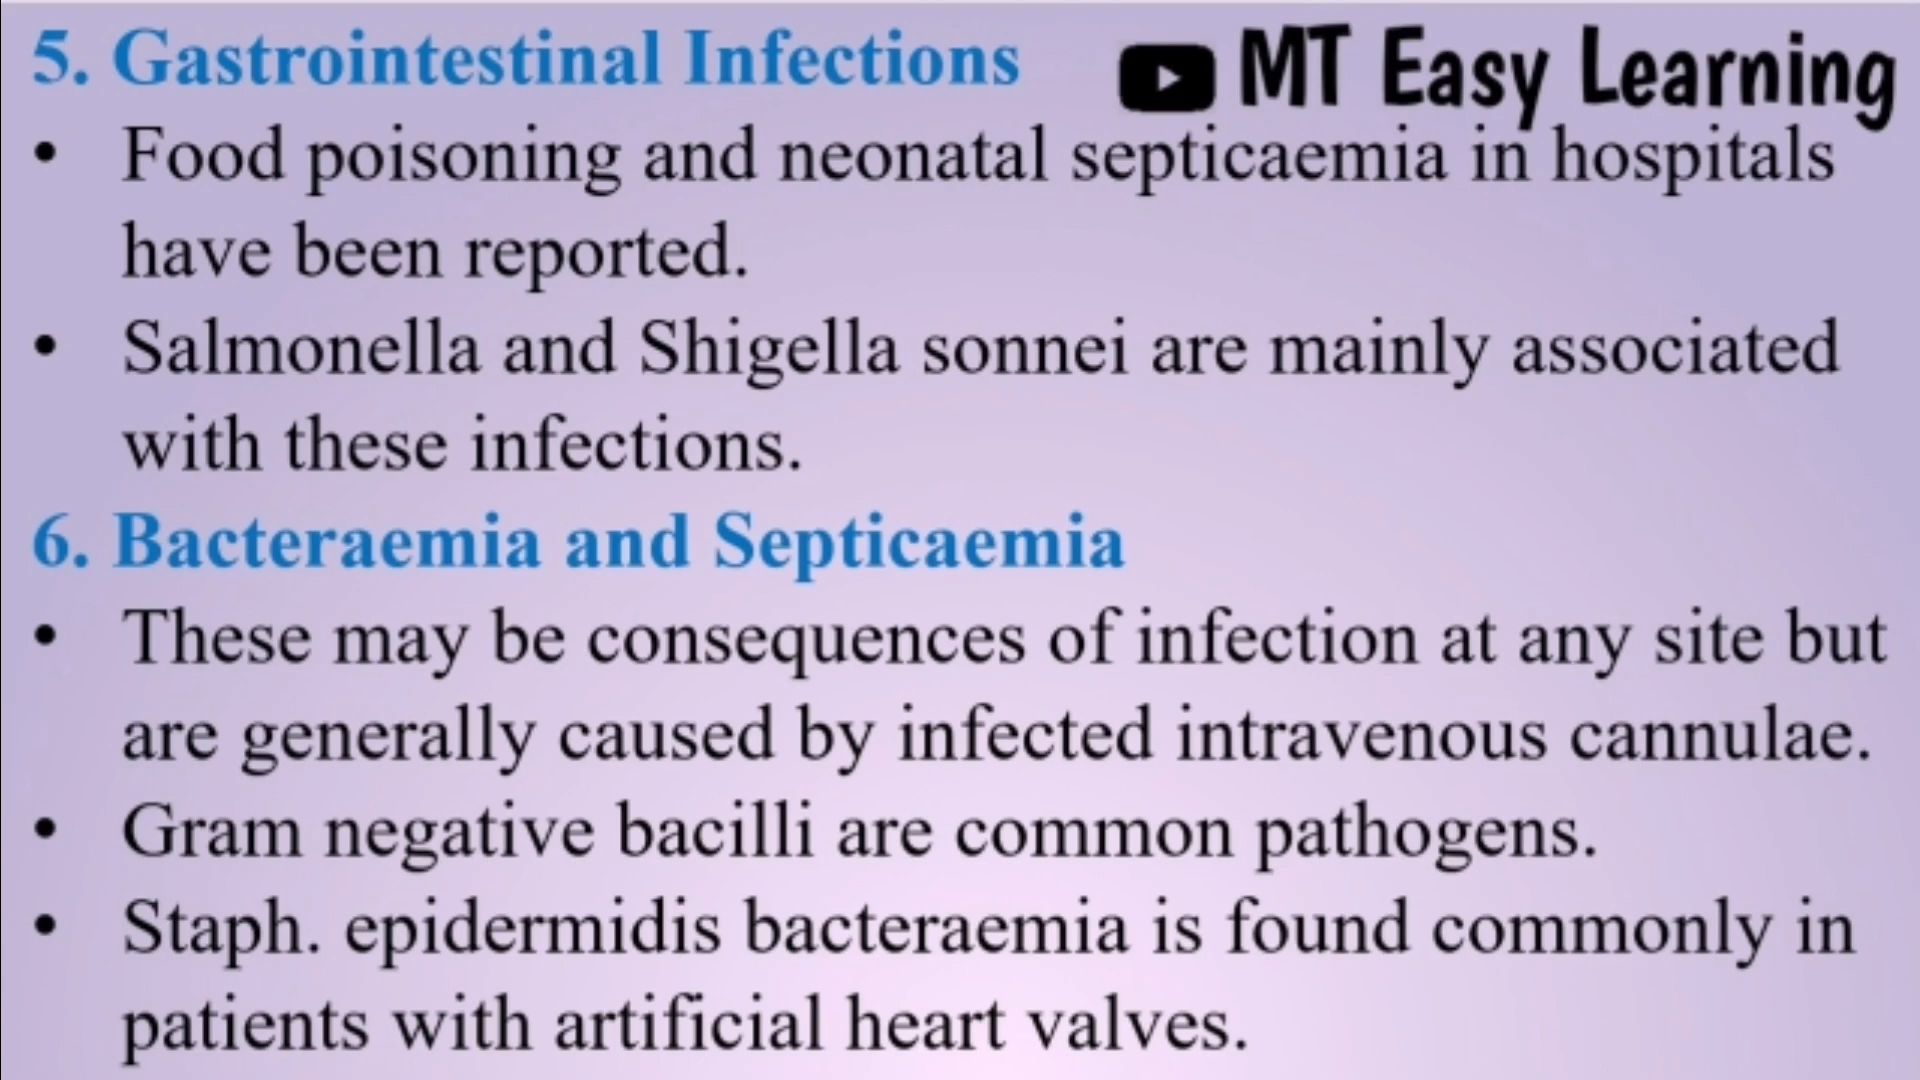 5. Gastrointestinal Infections
MT Easy Learning
• Food poisoning and neonatal septicaemia in hospitals
have been reported.
• Salmonella and Shigella sonnei are mainly associated
with these infections.
6. Bacteraemia and Septicaemia
• These may be consequences of infection at any site but
are generally caused by infected intravenous cannulae.
• Gram negative bacilli are common pathogens.
• Staph. epidermidis bacteraemia is found commonly in
patients with artificial heart valves.